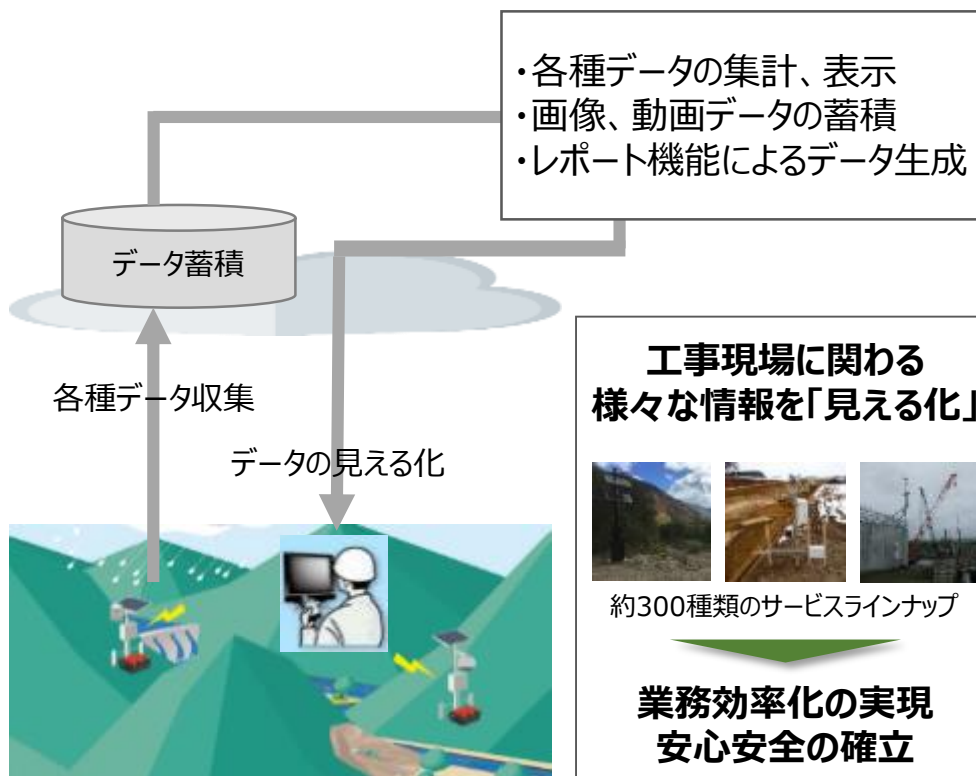 ・各種データの集計、表示
・画像、動画データの蓄積
・レポート機能によるデータ生成
データ蓄積
各種データ収集
データの見える化
工事現場に関わる
様々な情報を「見える化」
約300種類のサービスラインナップ
業務効率化の実現
安心安全の確立